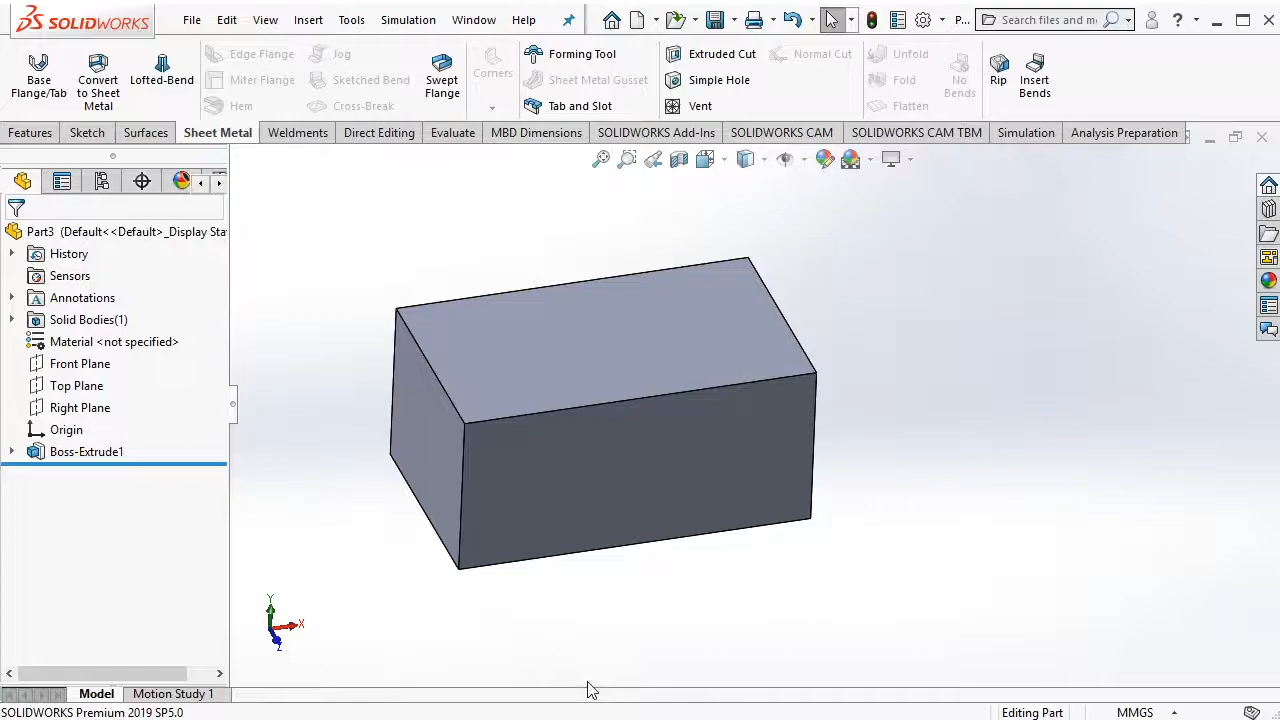 SOLIDWORKS File Edit View Insert Tools Simulation Window Help P... Search files and m ?
Edge Flange Jog Forming Tool Extruded Cut Normal Cut Unfold
Base Flange/Tab Convert to Sheet Metal Lofted-Bend Miter Flange Sketched Bend Swept Flange Corners Sheet Metal Gusset Simple Hole Fold No Bends Rip Insert Bends
Hem Cross-Break Tab and Slot Vent Flatten
Features Sketch Surfaces Sheet Metal Weldments Direct Editing Evaluate MBD Dimensions SOLIDWORKS Add-Ins SOLIDWORKS CAM SOLIDWORKS CAM TBM Simulation Analysis Preparation
Part3 (Default<<Default>_Display Sta
History
Sensors
Annotations
Solid Bodies(1)
Material <not specified>
Front Plane
Top Plane
Right Plane
Origin
Boss-Extrude1
Y
X
Z
Model Motion Study 1
SOLIDWORKS Premium 2019 SP5.0 Editing Part MMGS